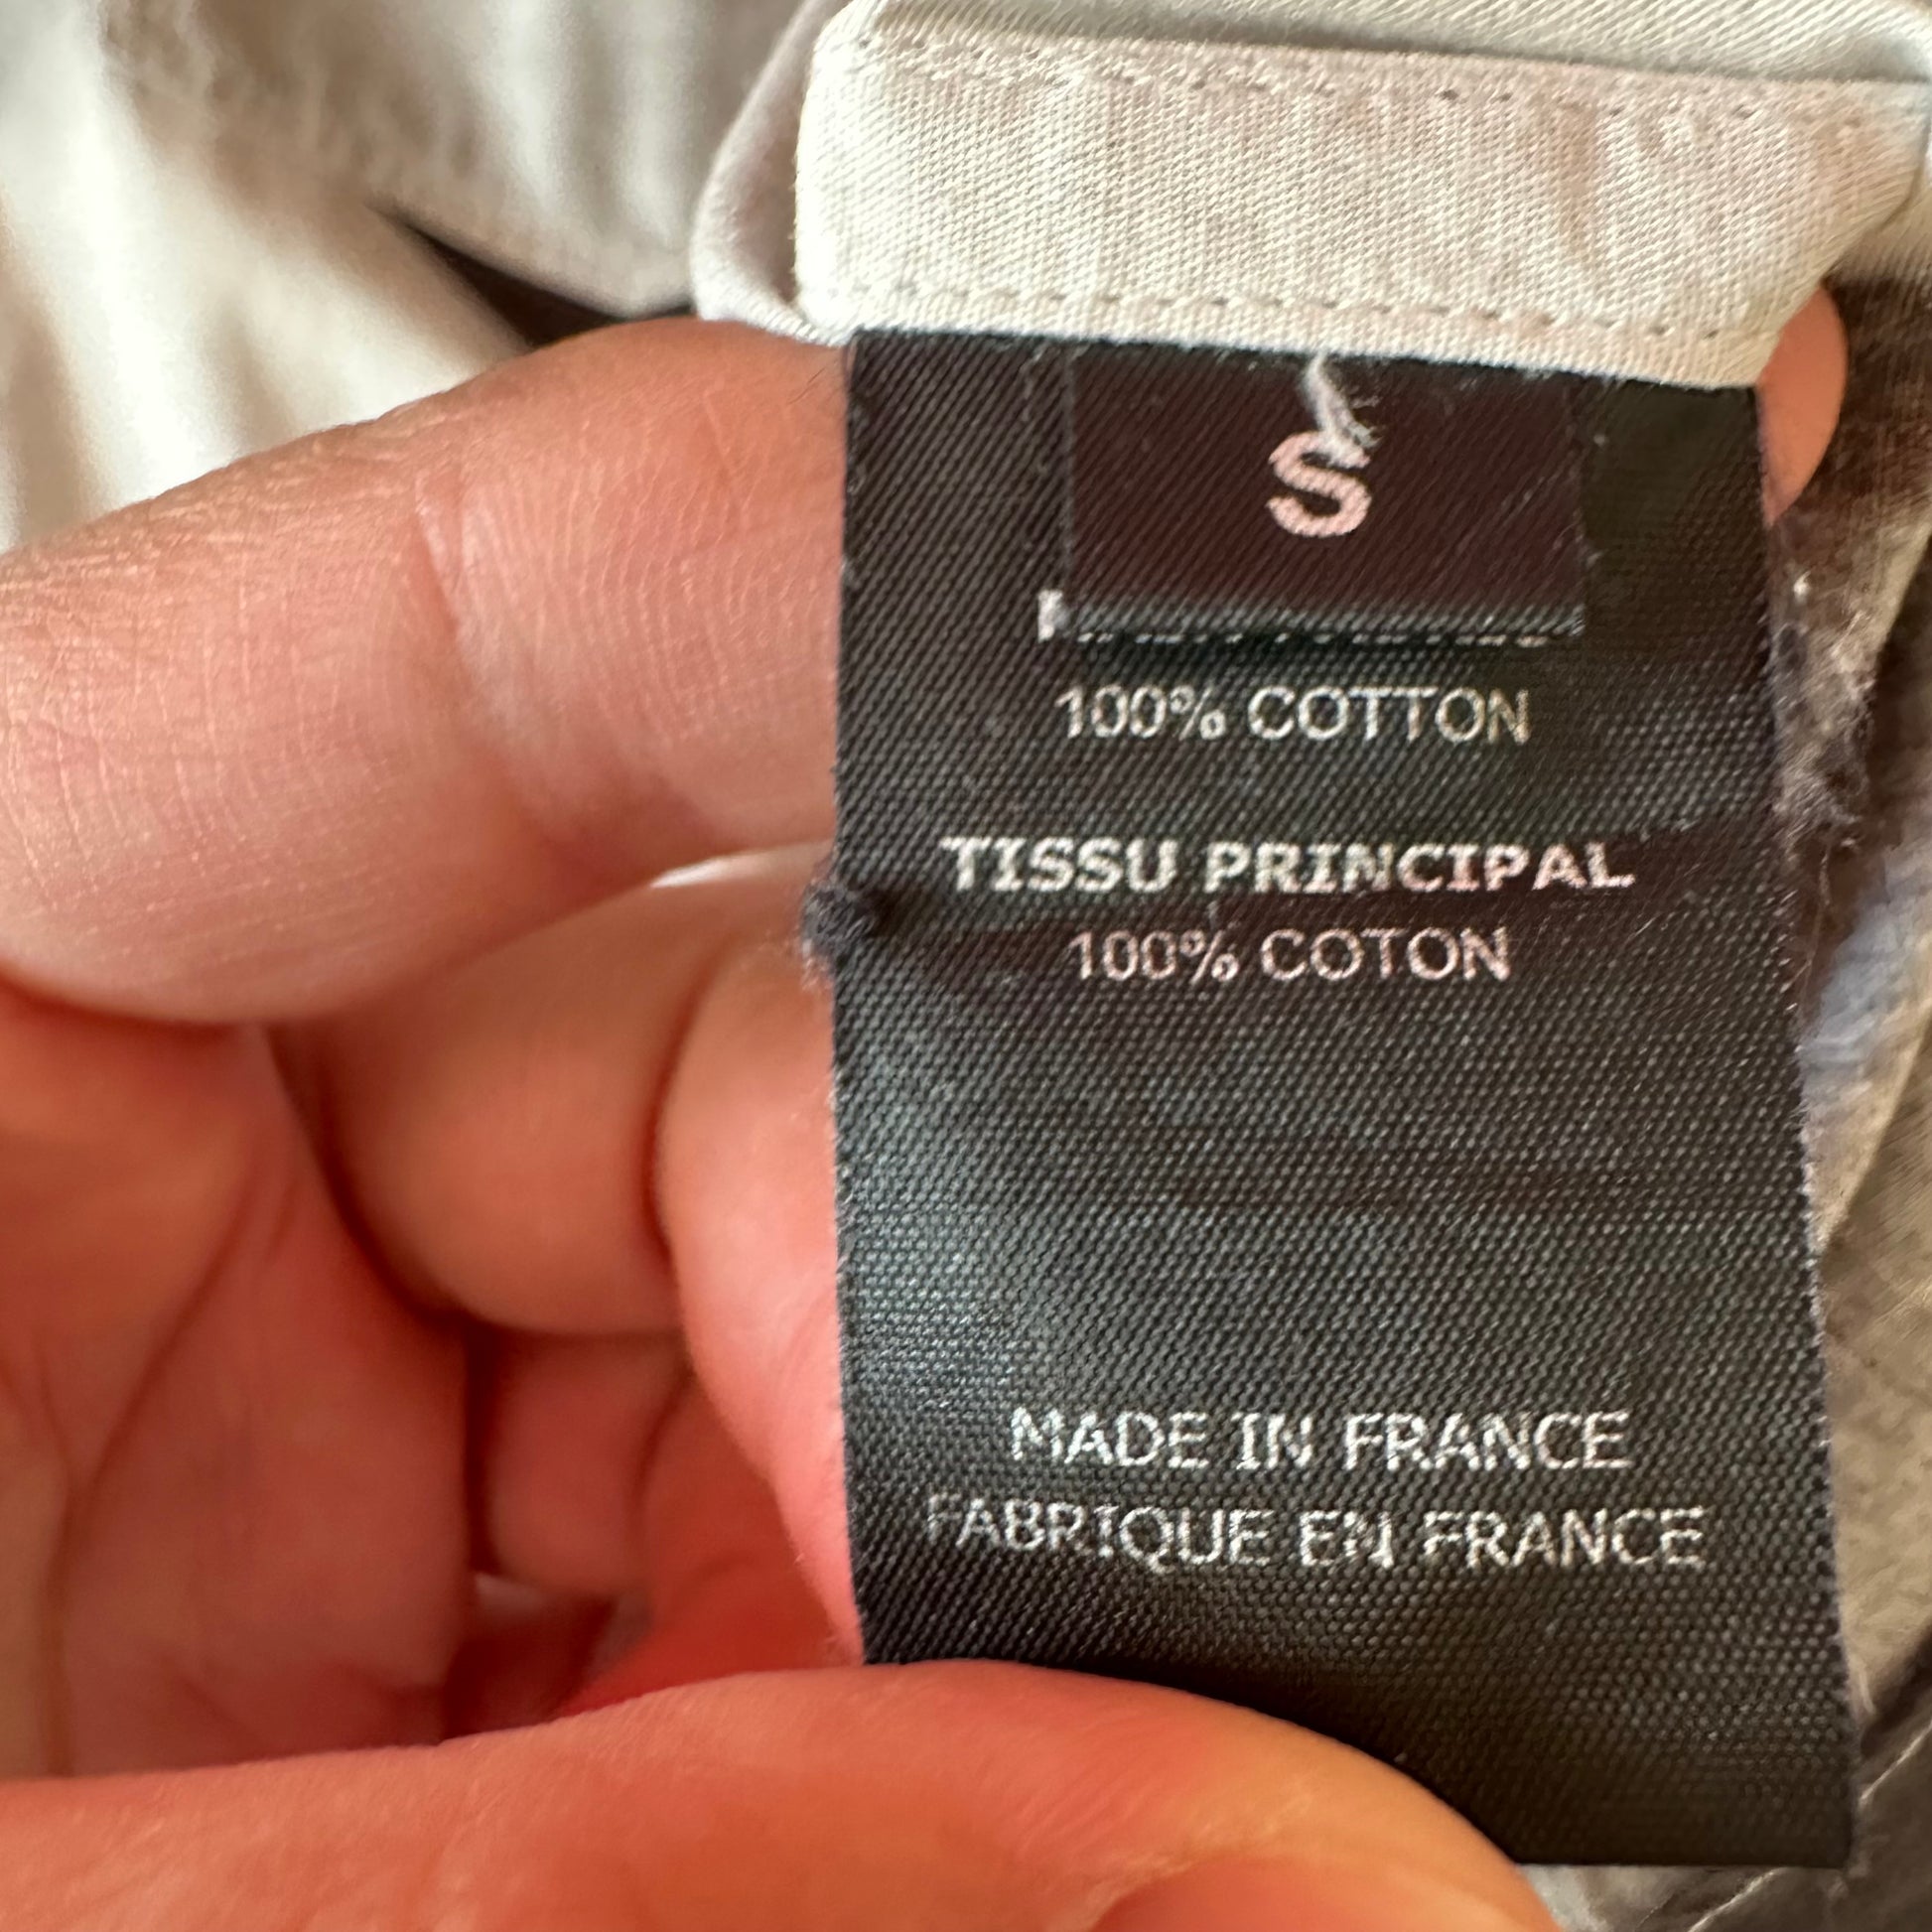 S
100% COTTON
TISSU PRINCIPAL
100% COTON
MADE IN FRANCE
FABRIQUE EN FRANCE